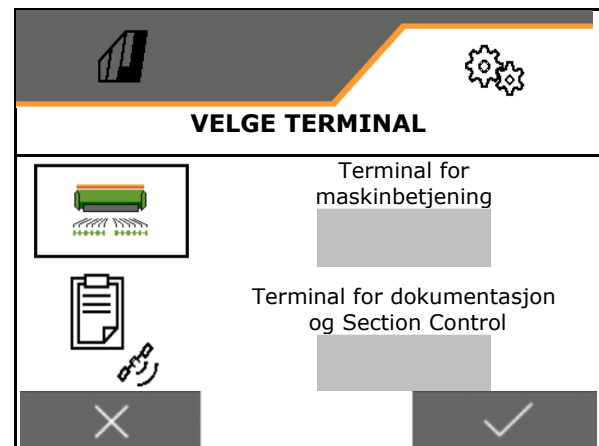 VELGE TERMINAL
Terminal for
maskinbetjening
Terminal for dokumentasjon
og Section Control